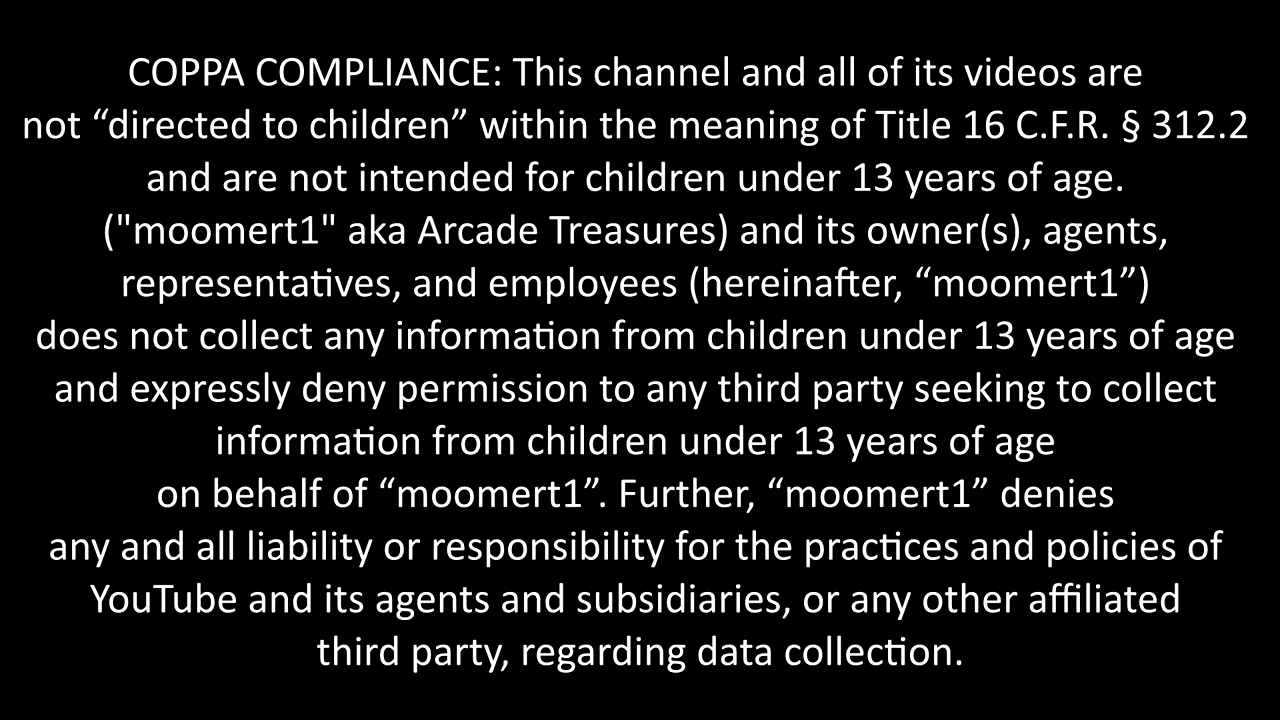 COPPA COMPLIANCE: This channel and all of its videos are
not “directed to children” within the meaning of Title 16 C.F.R. § 312.2
and are not intended for children under 13 years of age.
("moomert1" aka Arcade Treasures) and its owner(s), agents,
representatives, and employees (hereinafter, “moomert1”)
does not collect any information from children under 13 years of age
and expressly deny permission to any third party seeking to collect
information from children under 13 years of age
on behalf of “moomert1”. Further, “moomert1” denies
any and all liability or responsibility for the practices and policies of
YouTube and its agents and subsidiaries, or any other affiliated
third party, regarding data collection.